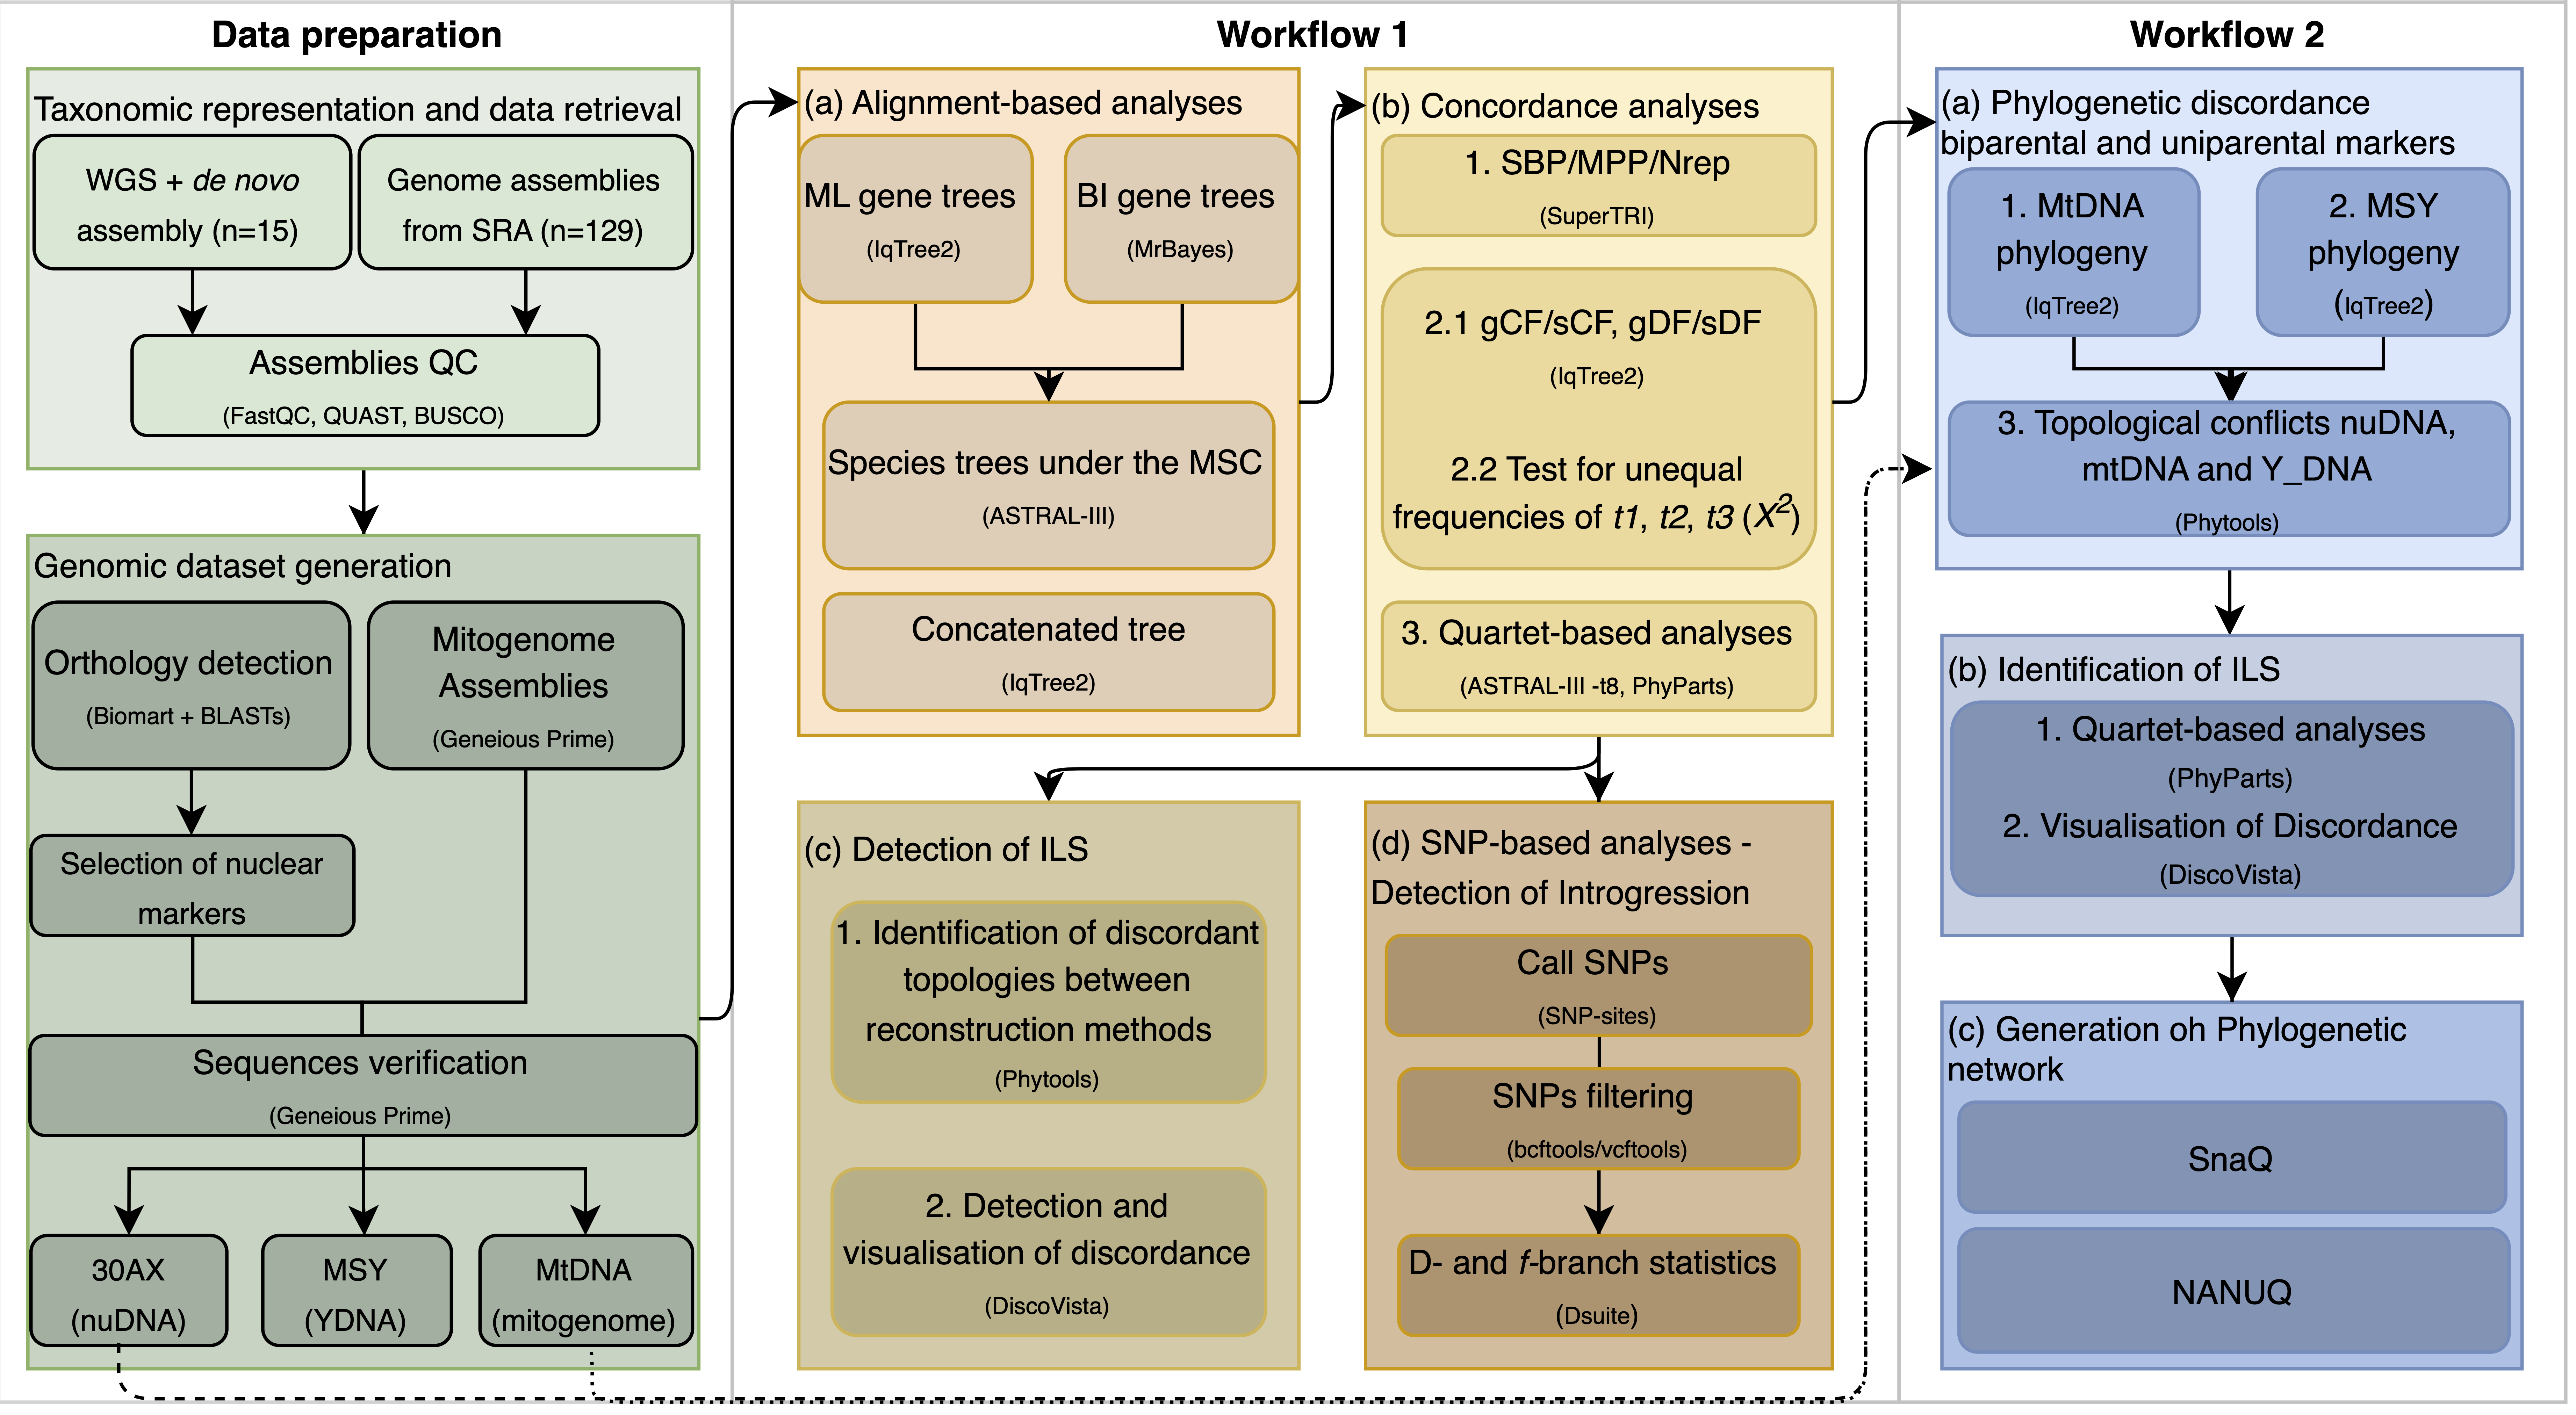 Data preparation
Taxonomic representation and data retrieval
WGS + de novo
assembly (n=15)
Genome assemblies
from SRA (n=129)
Assemblies QC
(FastQC, QUAST, BUSCO)
Genomic dataset generation
Orthology detection
(Biomart + BLASTs)
Mitogenome
Assemblies
(Geneious Prime)
Selection of nuclear
markers
Sequences verification
(Geneious Prime)
30AX
(nuDNA)
MSY
(YDNA)
MtDNA
(mitogenome)
Workflow 1
(a) Alignment-based analyses
ML gene trees
(IqTree2)
BI gene trees
(MrBayes)
Species trees under the MSC
(ASTRAL-III)
Concatenated tree
(IqTree2)
(b) Concordance analyses
1. SBP/MPP/Nrep
(SuperTRI)
2.1 gCF/sCF, gDF/sDF
(IqTree2)
2.2 Test for unequal
frequencies of t1, t2, t3 (X²)
3. Quartet-based analyses
(ASTRAL-III -t8, PhyParts)
(c) Detection of ILS
1. Identification of discordant
topologies between
reconstruction methods
(Phytools)
2. Detection and
visualisation of discordance
(DiscoVista)
(d) SNP-based analyses -
Detection of Introgression
Call SNPs
(SNP-sites)
SNPs filtering
(bcftools/vcftools)
D- and f-branch statistics
(Dsuite)
Workflow 2
(a) Phylogenetic discordance
biparental and uniparental markers
1. MtDNA
phylogeny
(IqTree2)
2. MSY
phylogeny
(IqTree2)
3. Topological conflicts nuDNA,
mtDNA and Y_DNA
(Phytools)
(b) Identification of ILS
1. Quartet-based analyses
(PhyParts)
2. Visualisation of Discordance
(DiscoVista)
(c) Generation oh Phylogenetic
network
SnaQ
NANUQ